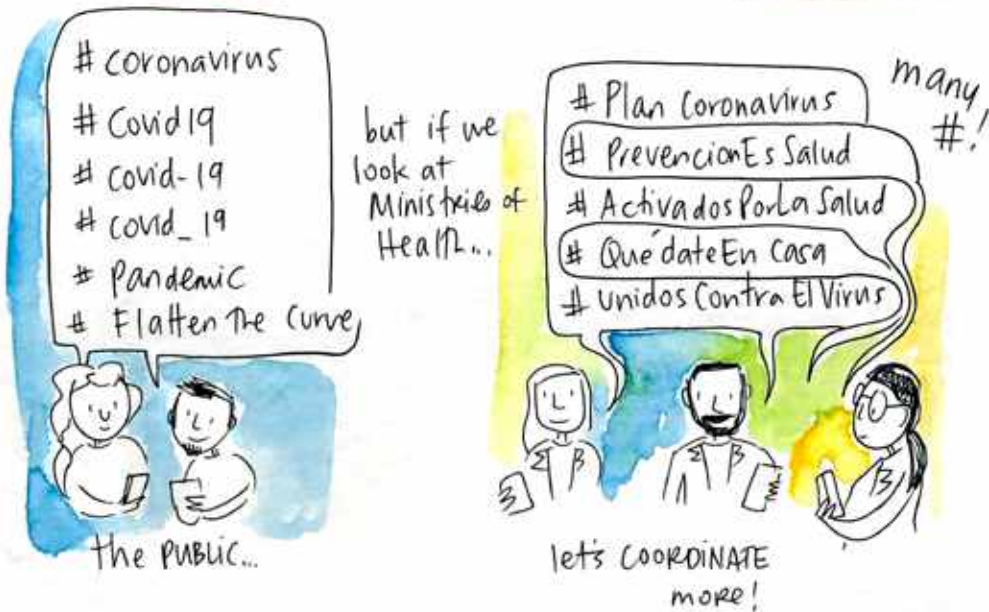 # coronavirus
# Covid19
# covid-19
# covid_19
# Pandemic
# Flatten The Curve
the PUBLIC...
but if we
look at
Ministries of
Health...
# Plan Coronavirus
# PrevencionEs Salud
# ActivadosPorLa Salud
# QuédateEn Casa
# unidos Contra El Virus
many
#!
let's COORDINATE
more!